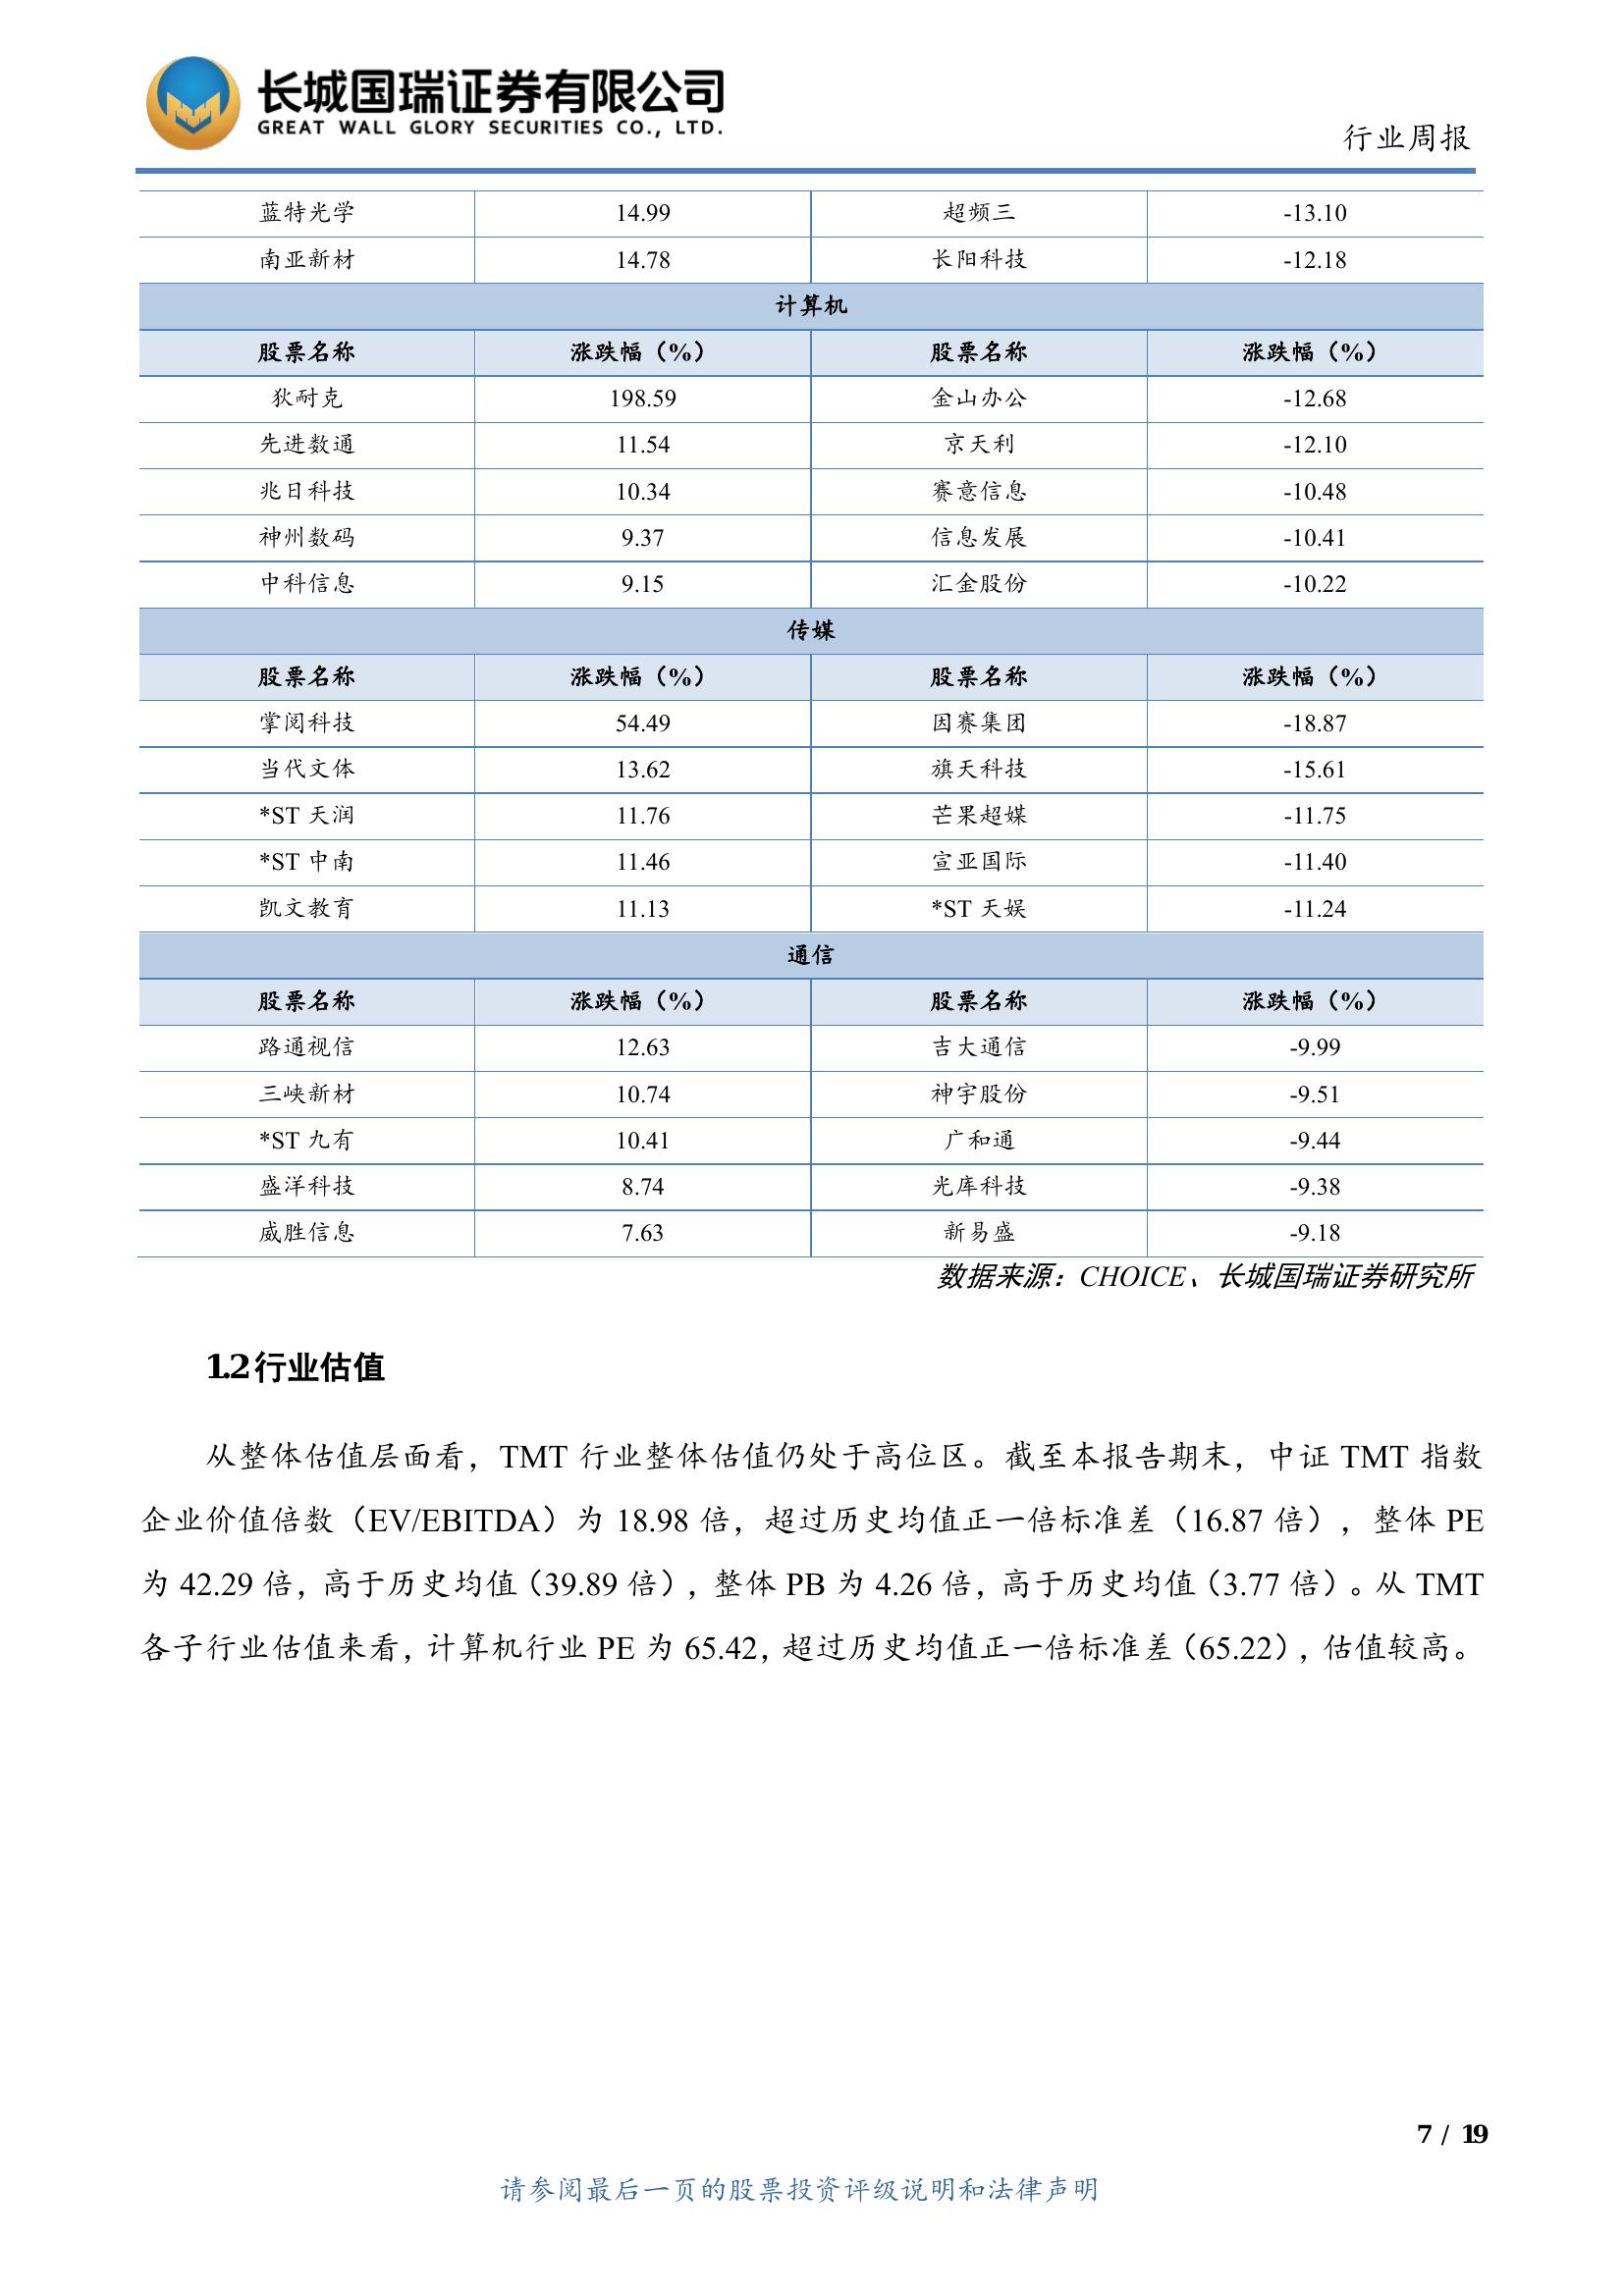 长城国瑞证券有限公司
GREAT WALL GLORY SECURITIES CO., LTD.
行业周报
蓝特光学 14.99 超频三 -13.10
南亚新材 14.78 长阳科技 -12.18
计算机
股票名称 涨跌幅（%） 股票名称 涨跌幅（%）
狄耐克 198.59 金山办公 -12.68
先进数通 11.54 京天利 -12.10
兆日科技 10.34 赛意信息 -10.48
神州数码 9.37 信息发展 -10.41
中科信息 9.15 汇金股份 -10.22
传媒
股票名称 涨跌幅（%） 股票名称 涨跌幅（%）
掌阅科技 54.49 因赛集团 -18.87
当代文体 13.62 旗天科技 -15.61
*ST 天润 11.76 芒果超媒 -11.75
*ST 中南 11.46 宣亚国际 -11.40
凯文教育 11.13 *ST 天娱 -11.24
通信
股票名称 涨跌幅（%） 股票名称 涨跌幅（%）
路通视信 12.63 吉大通信 -9.99
三峡新材 10.74 神宇股份 -9.51
*ST 九有 10.41 广和通 -9.44
盛洋科技 8.74 光库科技 -9.38
威胜信息 7.63 新易盛 -9.18
数据来源：CHOICE、长城国瑞证券研究所
1.2 行业估值
从整体估值层面看，TMT 行业整体估值仍处于高位区。截至本报告期末，中证 TMT 指数
企业价值倍数（EV/EBITDA）为 18.98 倍，超过历史均值正一倍标准差（16.87 倍），整体 PE
为 42.29 倍，高于历史均值（39.89 倍），整体 PB 为 4.26 倍，高于历史均值（3.77 倍）。从 TMT
各子行业估值来看，计算机行业 PE 为 65.42，超过历史均值正一倍标准差（65.22），估值较高。
7 / 19
请参阅最后一页的股票投资评级说明和法律声明